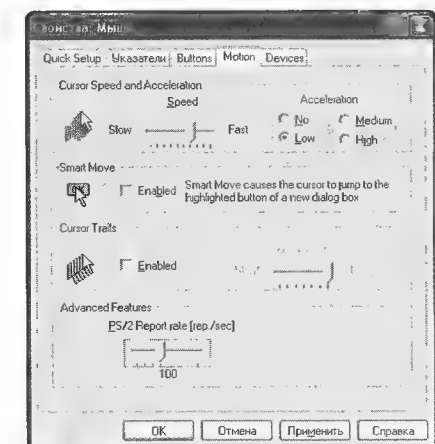 войства: Мышь
Quick Setup Указатели Buttons Motion Devices
Cursor Speed and Acceleration
Speed Acceleration
Slow Fast No Medium
Low High
Smart Move
Enabled Smart Move causes the cursor to jump to the
highlighted button of a new dialog box
Cursor Trails
Enabled
Advanced Features
PS/2 Report rate [rep./sec]
100
OK Отмена Применить Справка